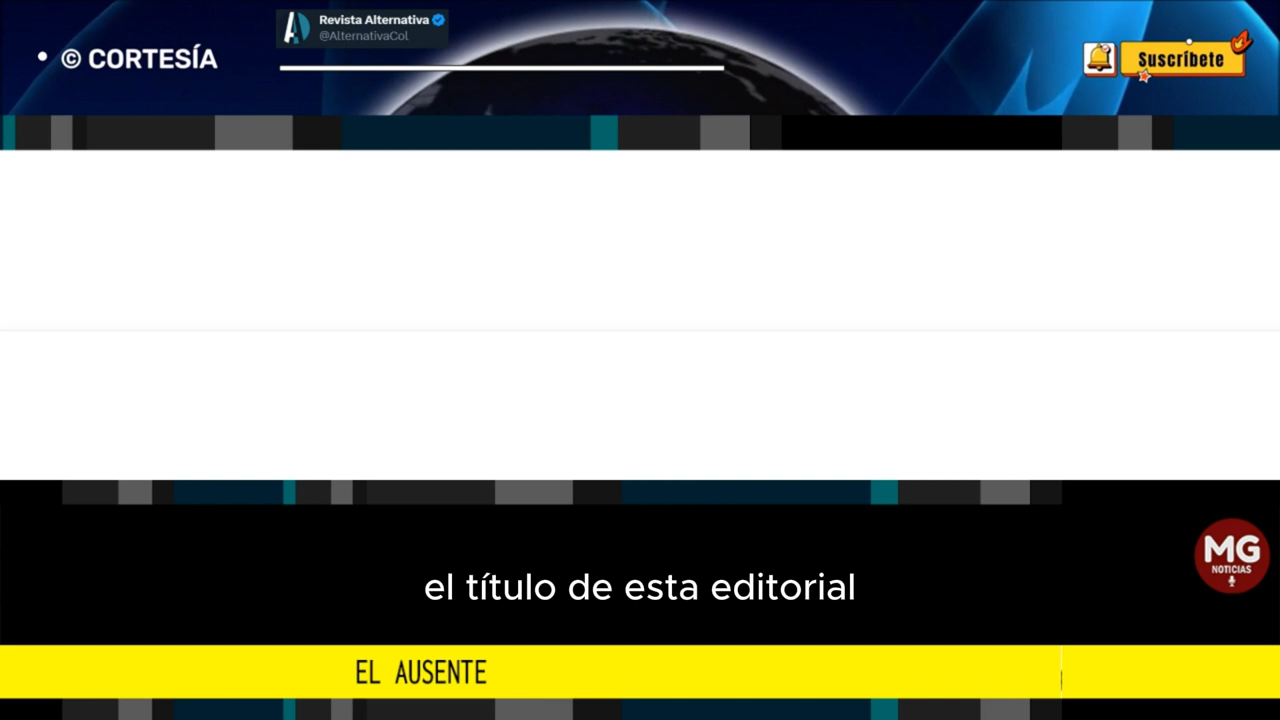 Revista Alternativa
@AlternativaCol
• © CORTESÍA
Suscríbete
MG
NOTICIAS
el título de esta editorial
EL AUSENTE